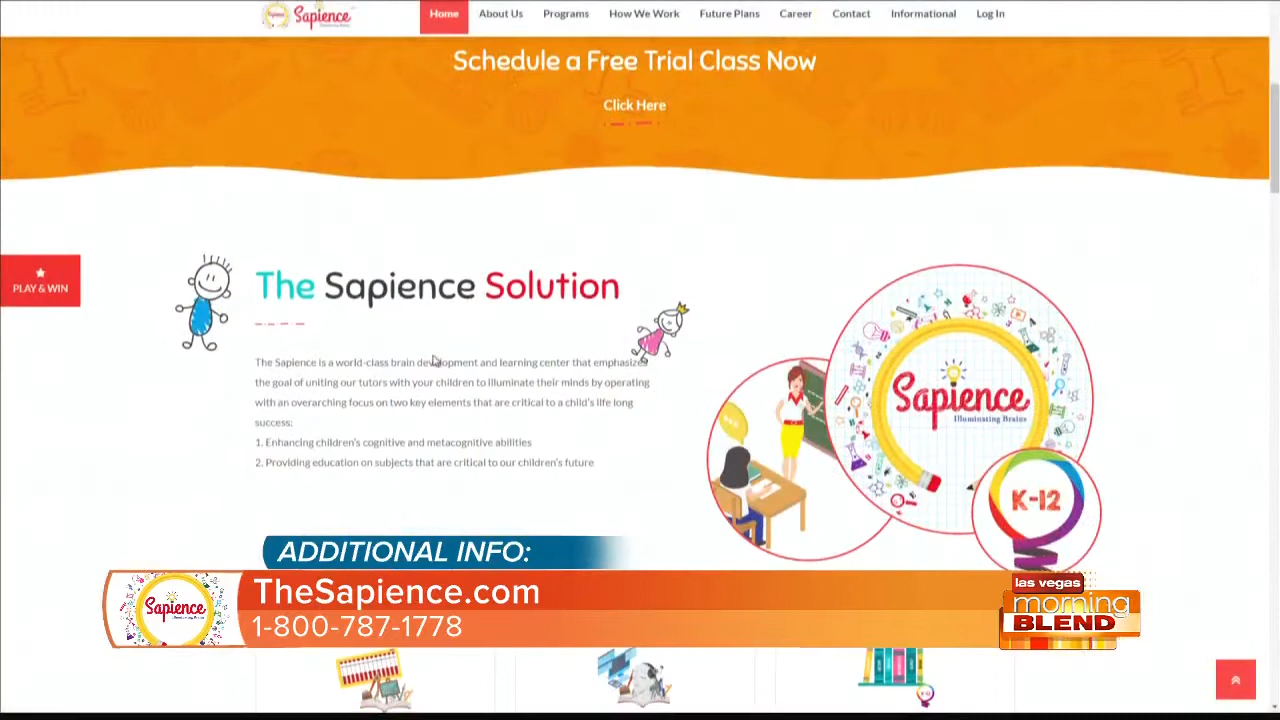 Sapience
Home About Us Programs How We Work Future Plans Career Contact Informational Log In
Schedule a Free Trial Class Now
Click Here
PLAY & WIN
The Sapience Solution
The Sapience is a world-class brain development and learning center that emphasizes
the goal of uniting our tutors with your children to illuminate their minds by operating
with an overarching focus on two key elements that are critical to a child's life long
success:
1. Enhancing children's cognitive and metacognitive abilities
2. Providing education on subjects that are critical to our children's future
Sapience
Illuminating Brains
K-12
ADDITIONAL INFO:
Sapience
TheSapience.com
1-800-787-1778
las vegas
morning
BLEND